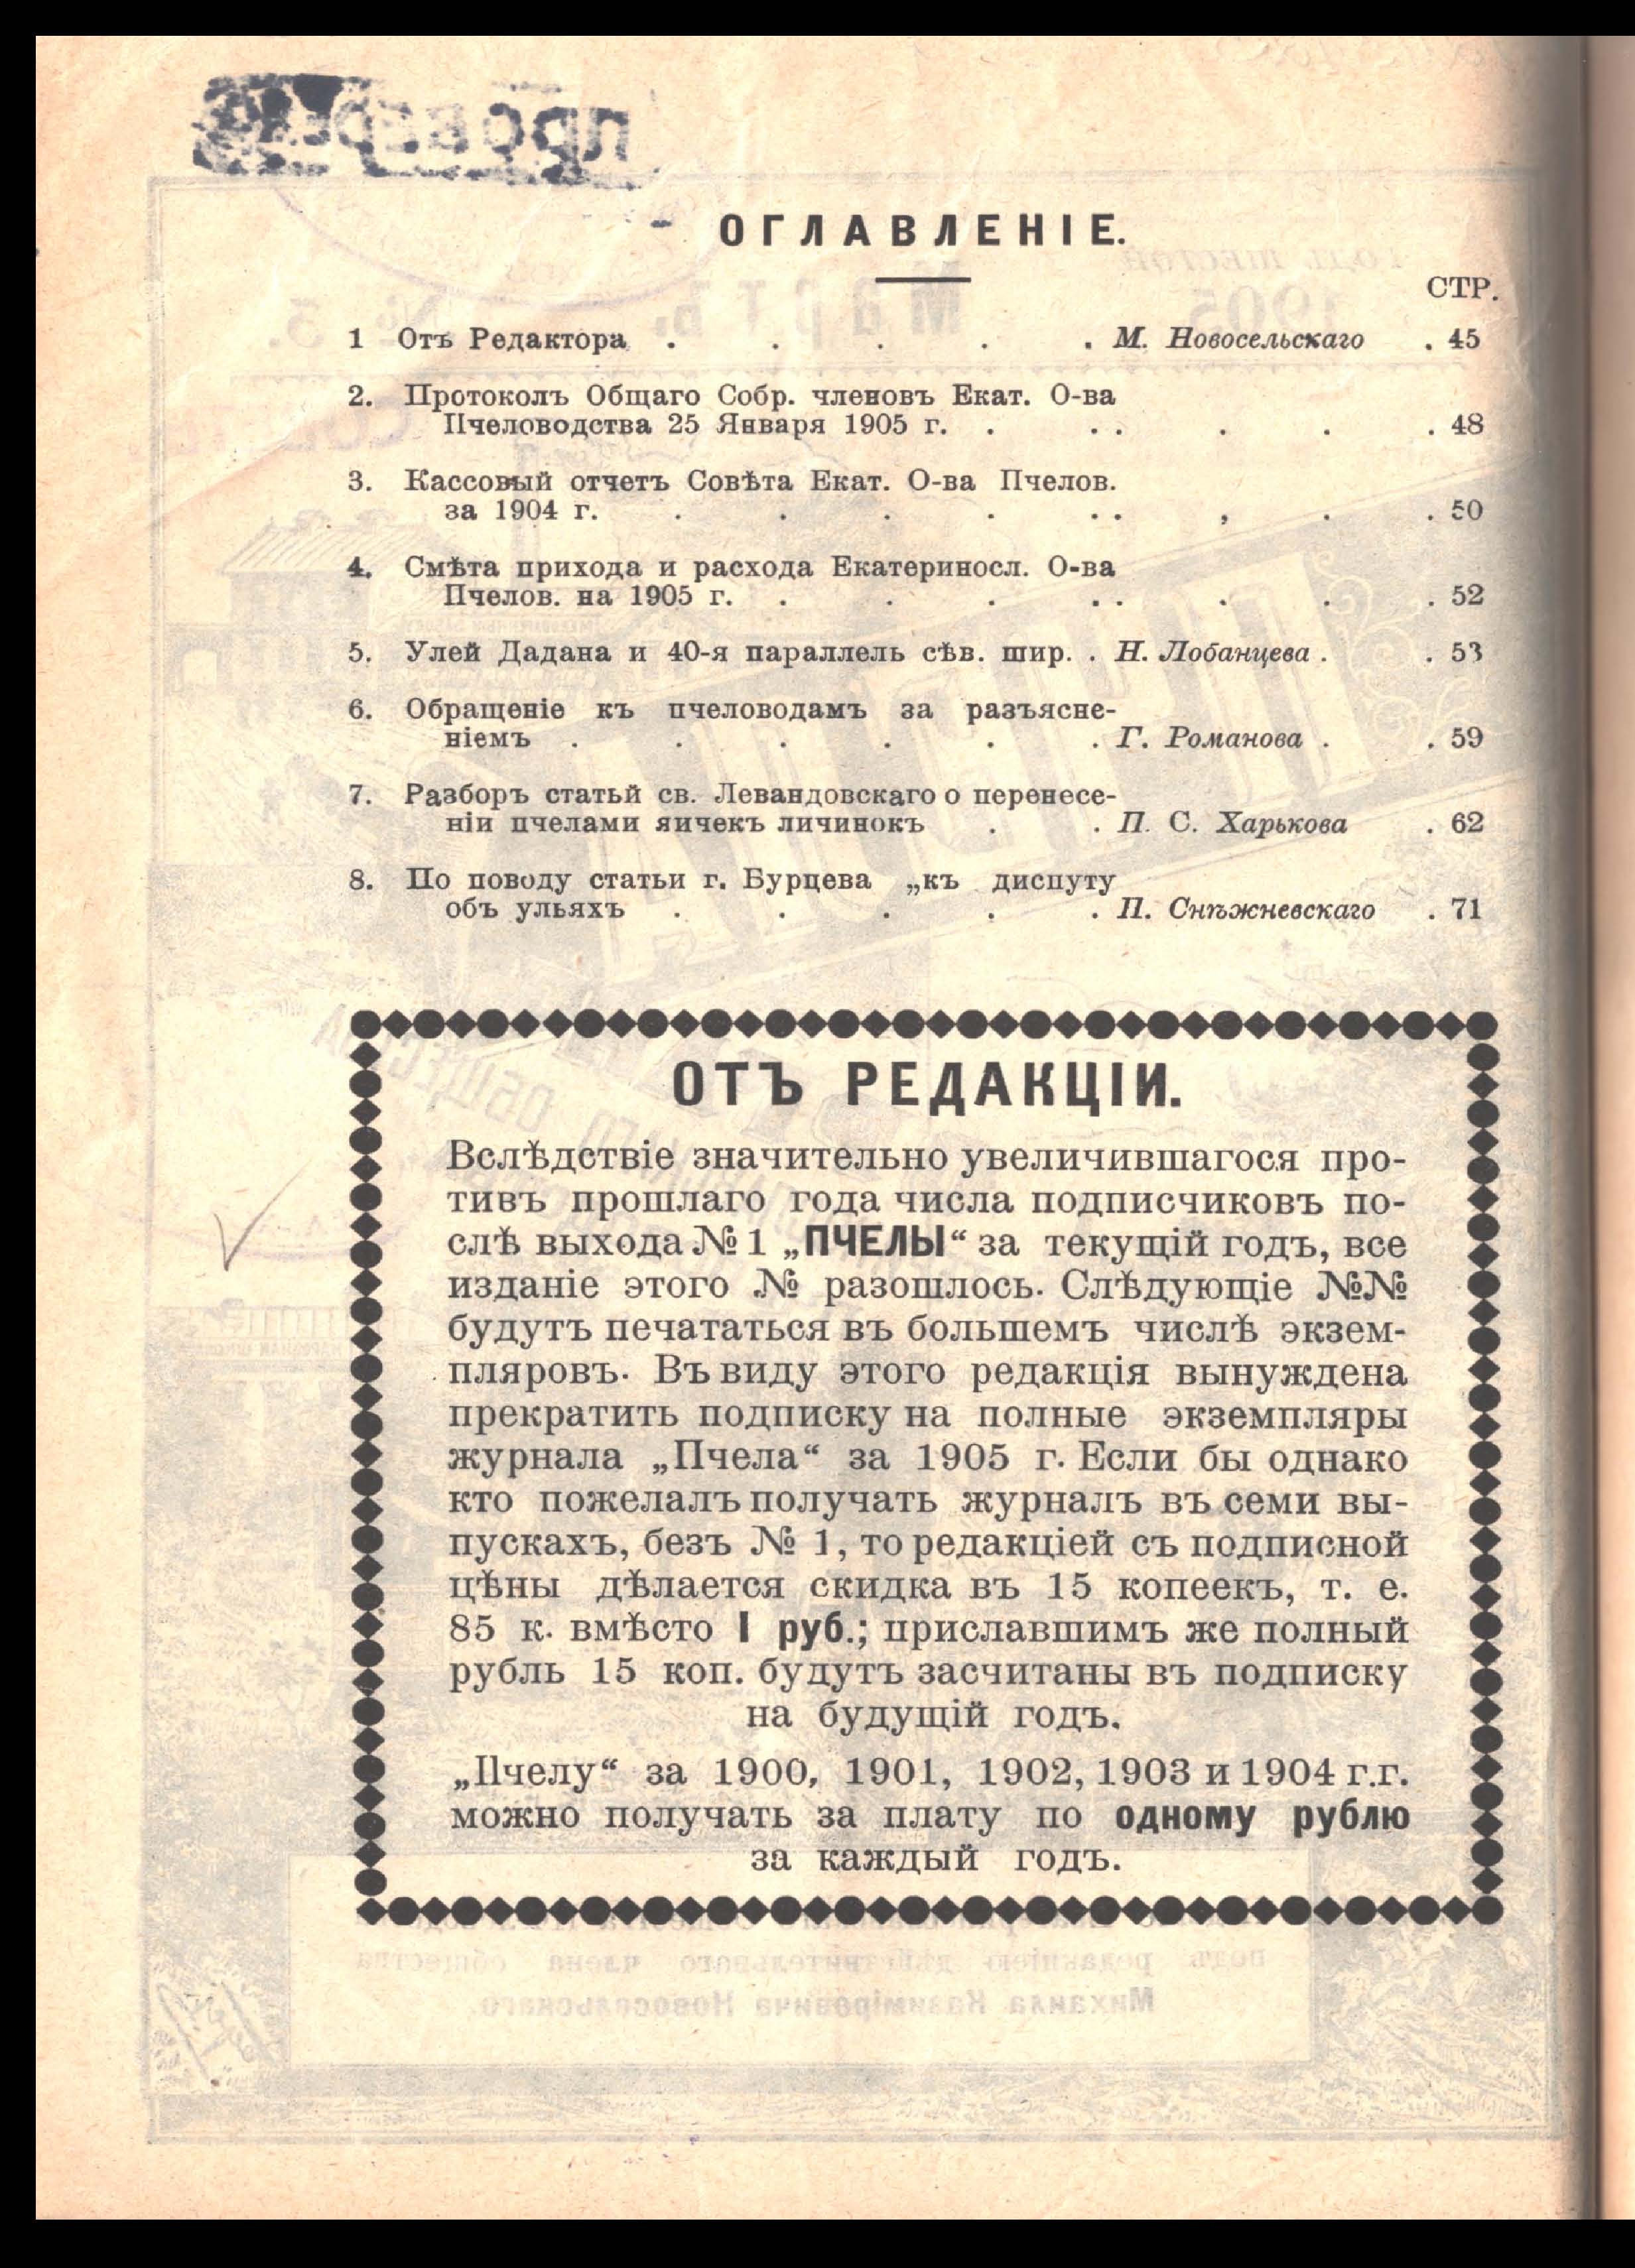 ОГЛАВЛЕНІЕ.
СТР.
1 Отъ Редактора . . . . . М. Новосельскаго . 45
2. Протоколъ Общаго Собр. членовъ Екат. О-ва
Пчеловодства 25 Января 1905 г. . . . . . . 48
3. Кассовый отчетъ Совѣта Екат. О-ва Пчелов.
за 1904 г. . . . . . . , . . 50
4. Смѣта прихода и расхода Екатериносл. О-ва
Пчелов. на 1905 г. . . . . . . . . 52
5. Улей Дадана и 40-я параллель сѣв. шир. . Н. Лобанцева . . 53
6. Обращеніе къ пчеловодамъ за разъясне-
ніемъ . . . . . . Г. Романова . . 59
7. Разборъ статьй св. Левандовскаго о перенесе-
ніи пчелами яичекъ личинокъ . . П. С. Харькова . 62
8. По поводу статьи г. Бурцева „къ диспуту
объ ульяхъ . . . . . П. Снѣжневскаго . 71
ОТЪ РЕДАКЦІИ.
Вслѣдствіе значительно увеличившагося про-
тивъ прошлаго года числа подписчиковъ по-
слѣ выхода № 1 „ПЧЕЛЫ“ за текущій годъ, все
изданіе этого № разошлось. Слѣдующіе №№
будутъ печататься въ большемъ числѣ экзем-
пляровъ. Въ виду этого редакція вынуждена
прекратить подписку на полные экземпляры
журнала „Пчела“ за 1905 г. Если бы однако
кто пожелалъ получать журналъ въ семи вы-
пускахъ, безъ № 1, то редакціей съ подписной
цѣны дѣлается скидка въ 15 копеекъ, т. е.
85 к. вмѣсто I руб.; приславшимъ же полный
рубль 15 коп. будутъ засчитаны въ подписку
на будущій годъ.
„Пчелу“ за 1900, 1901, 1902, 1903 и 1904 г.г.
можно получать за плату по одному рублю
за каждый годъ.